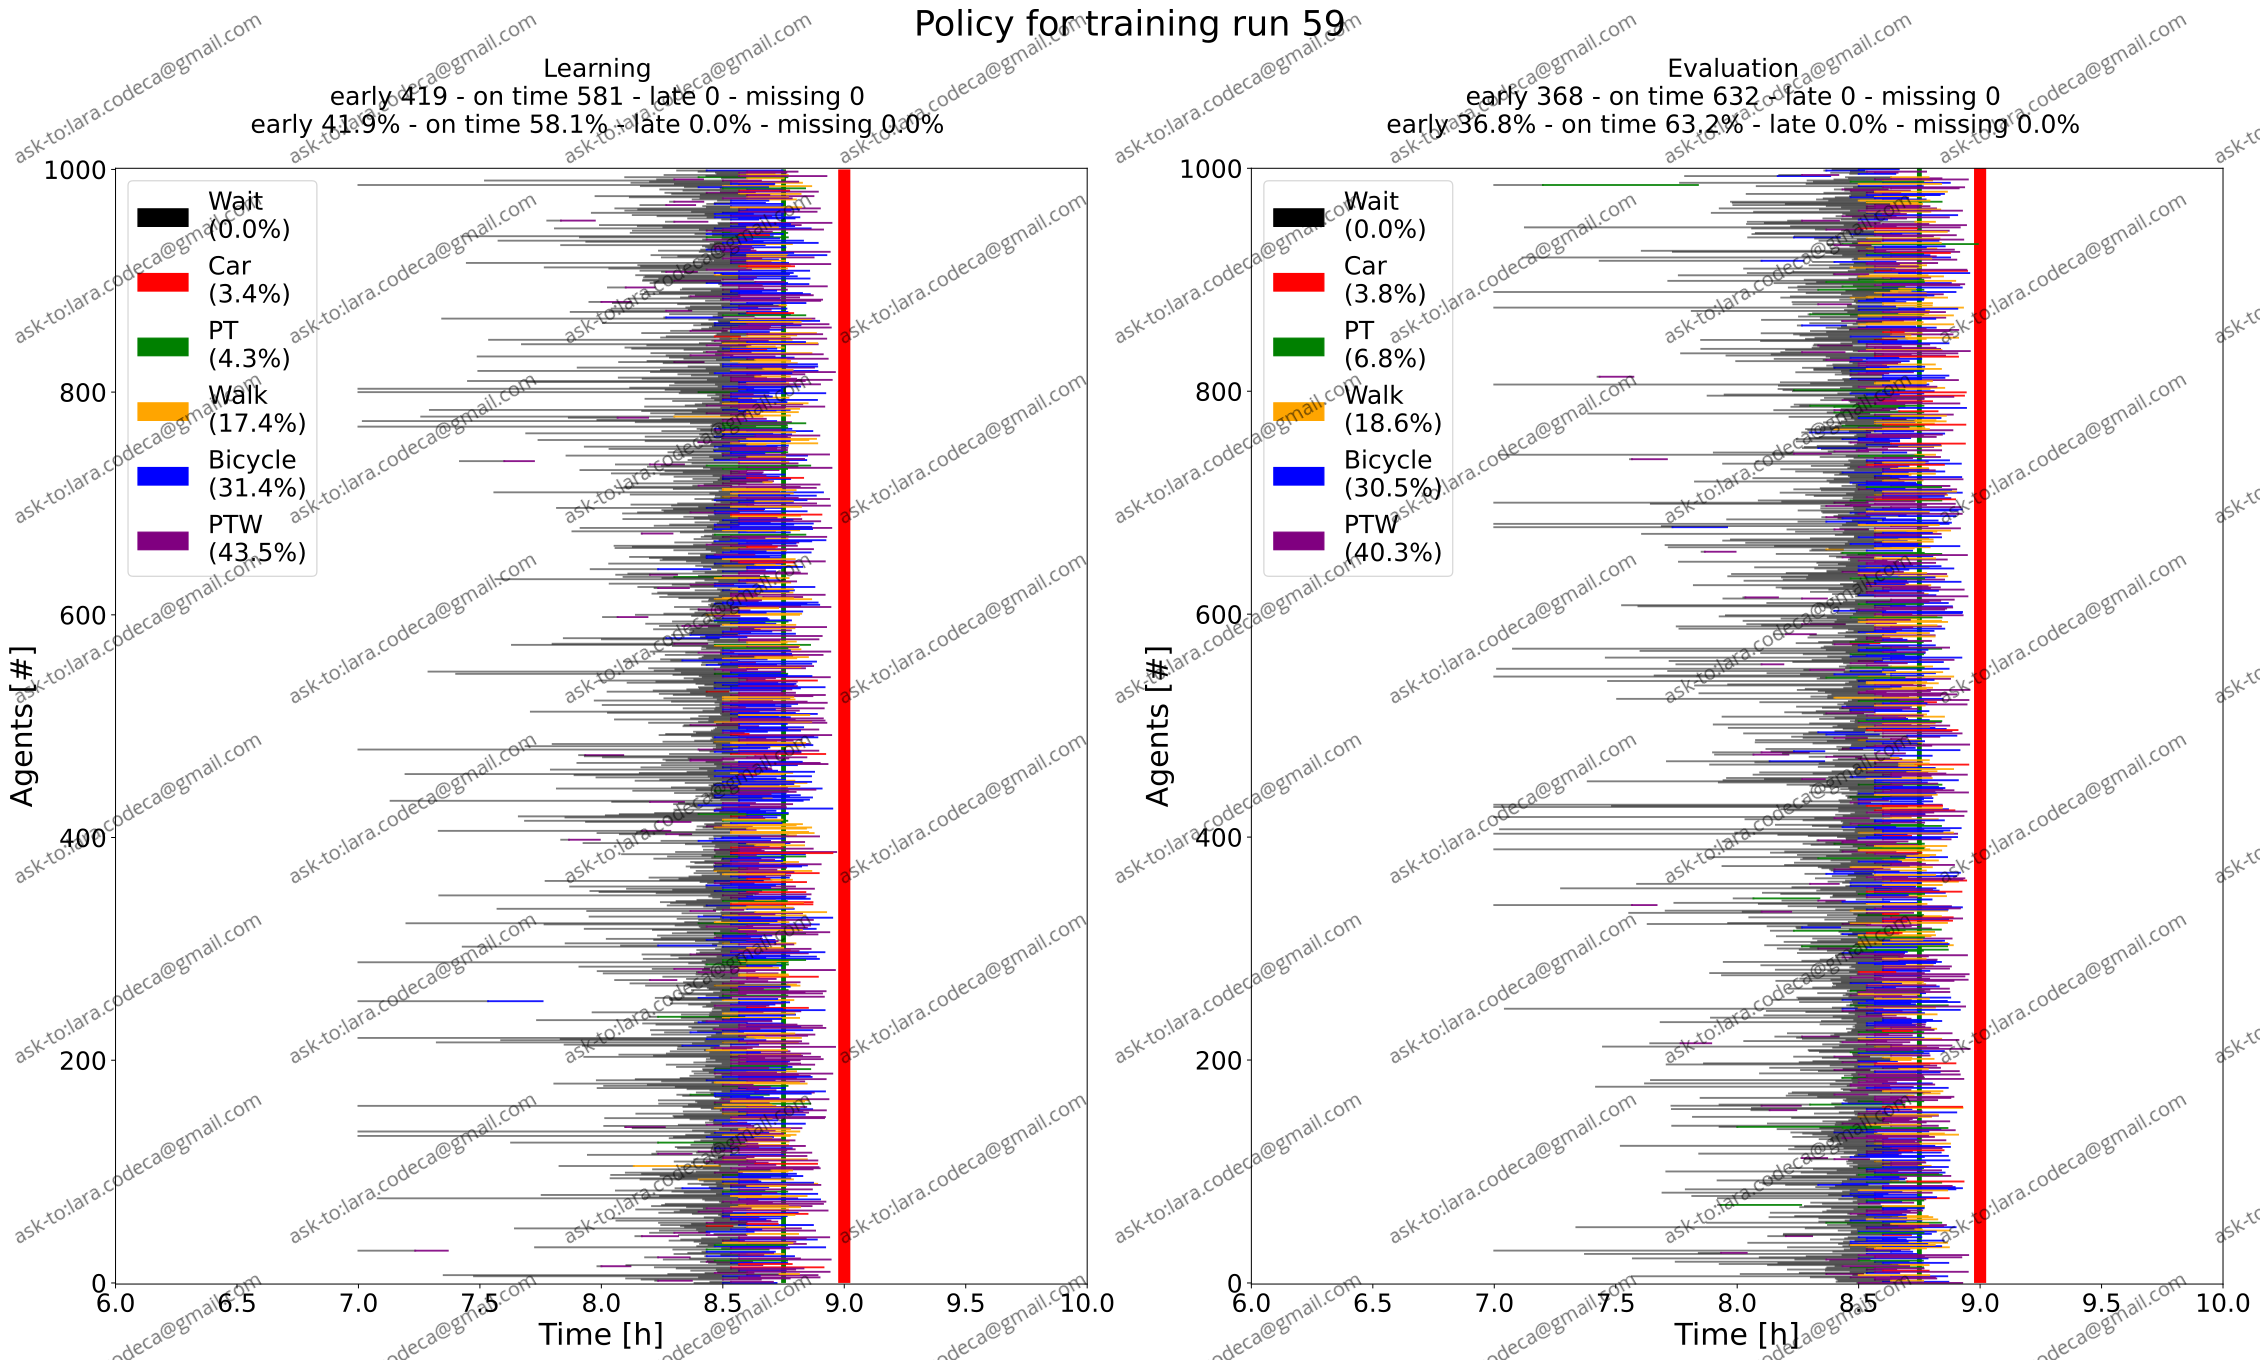 Policy for training run 59
Learning
early 419 - on time 581 - late 0 - missing 0
early 41.9% - on time 58.1% - late 0.0% - missing 0.0%
1000
800
600
400
200
0
Agents [#]
Wait
(0.0%)
Car
(3.4%)
PT
(4.3%)
Walk
(17.4%)
Bicycle
(31.4%)
PTW
(43.5%)
6.0 6.5 7.0 7.5 8.0 8.5 9.0 9.5 10.0
Time [h]
Evaluation
early 368 - on time 632 - late 0 - missing 0
early 36.8% - on time 63.2% - late 0.0% - missing 0.0%
1000
800
600
400
200
0
Agents [#]
Wait
(0.0%)
Car
(3.8%)
PT
(6.8%)
Walk
(18.6%)
Bicycle
(30.5%)
PTW
(40.3%)
6.0 6.5 7.0 7.5 8.0 8.5 9.0 9.5 10.0
Time [h]
ask-to:lara.codeca@gmail.com